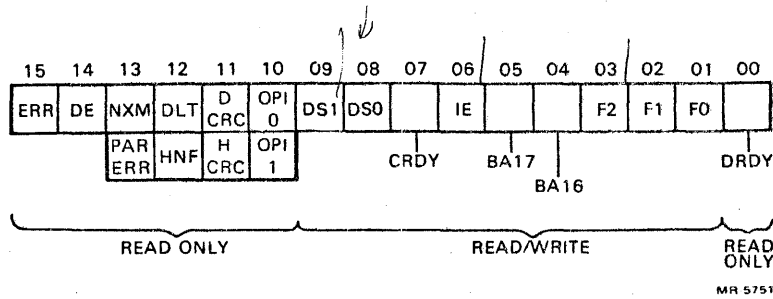 15 14 13 12 11 10 09 08 07 06 05 04 03 02 01 00
ERR DE NXM DLT D CRC OPI 0 DS1 DS0 IE F2 F1 F0
PAR ERR HNF H CRC OPI 1
CRDY BA17 DRDY
BA16
READ ONLY READ/WRITE READ ONLY
MR 5751